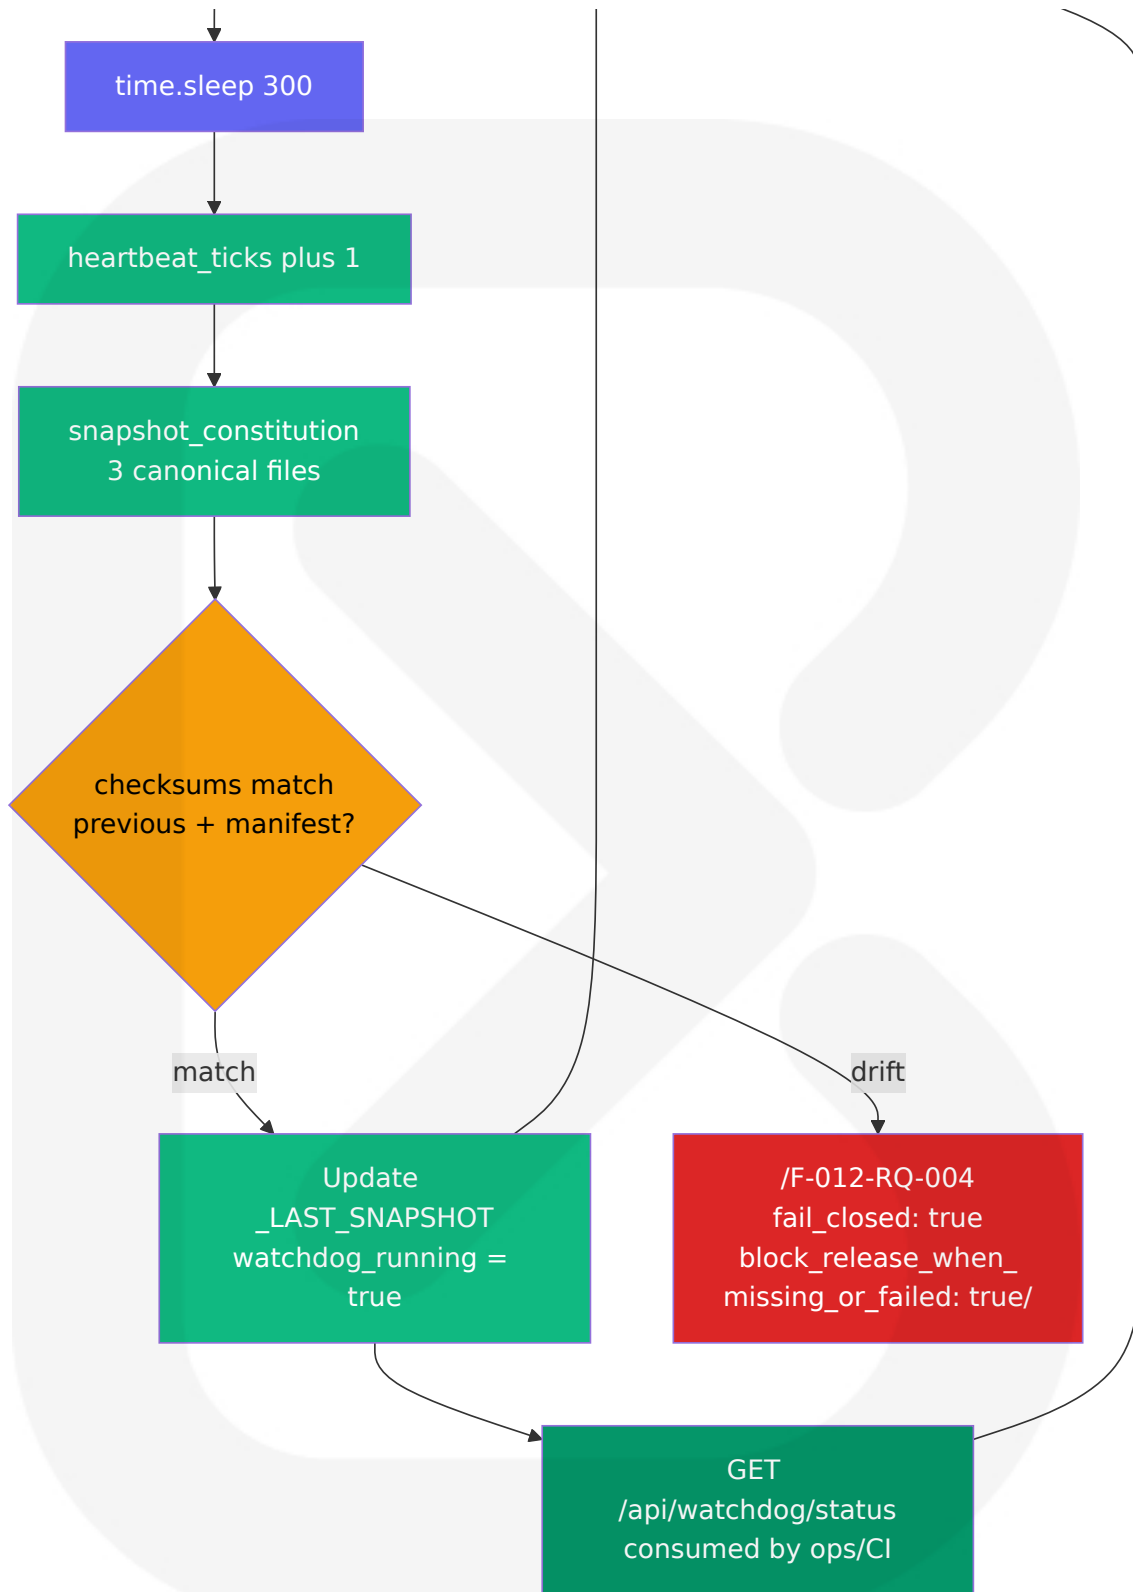 time.sleep 300
heartbeat_ticks plus 1
snapshot_constitution
3 canonical files
checksums match
previous + manifest?
match
drift
Update
_LAST_SNAPSHOT
watchdog_running =
true
/F-012-RQ-004
fail_closed: true
block_release_when_
missing_or_failed: true/
GET
/api/watchdog/status
consumed by ops/CI